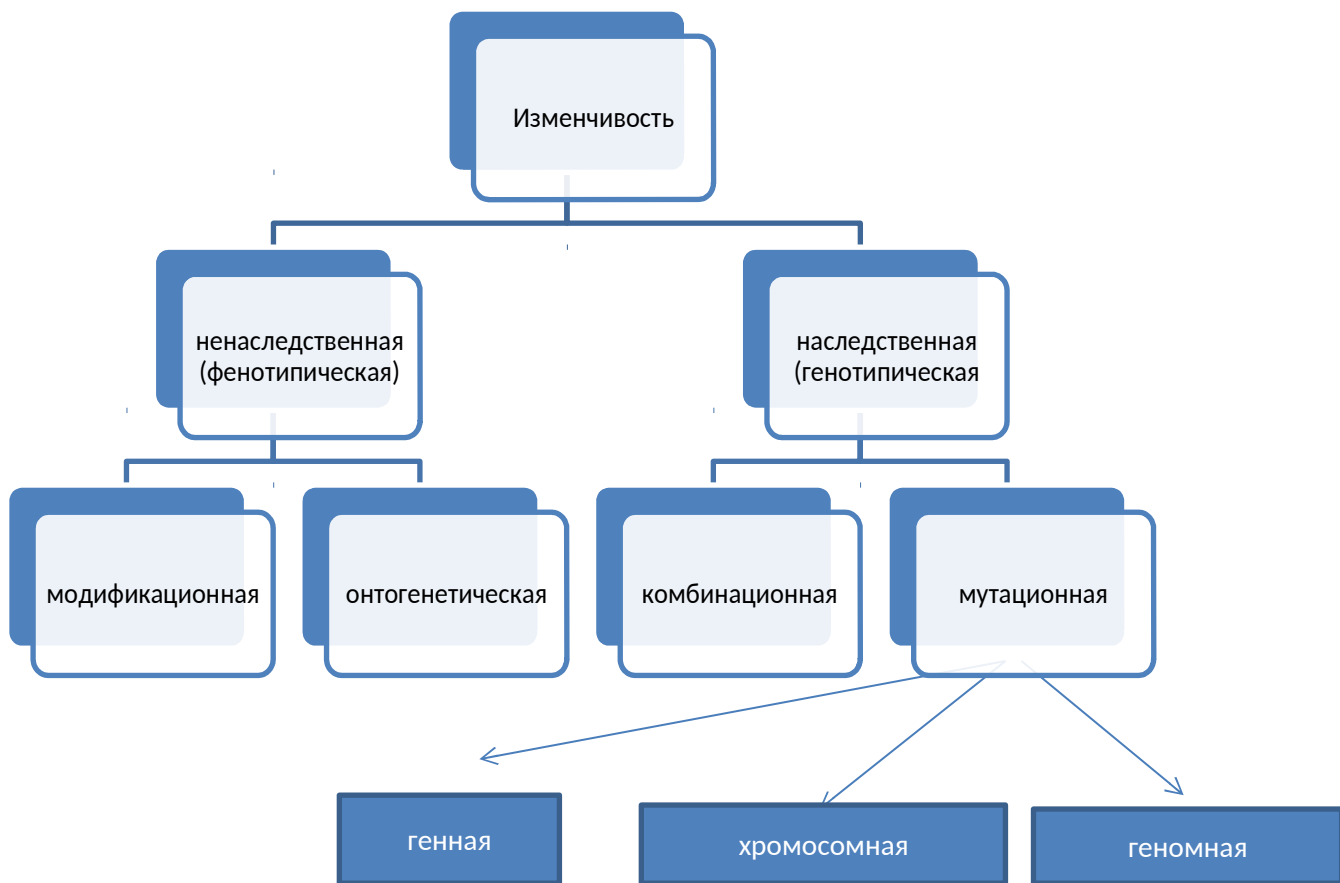 Изменчивость
ненаследственная
(фенотипическая)
наследственная
(генотипическая
модификационная
онтогенетическая
комбинационная
мутационная
генная
хромосомная
геномная